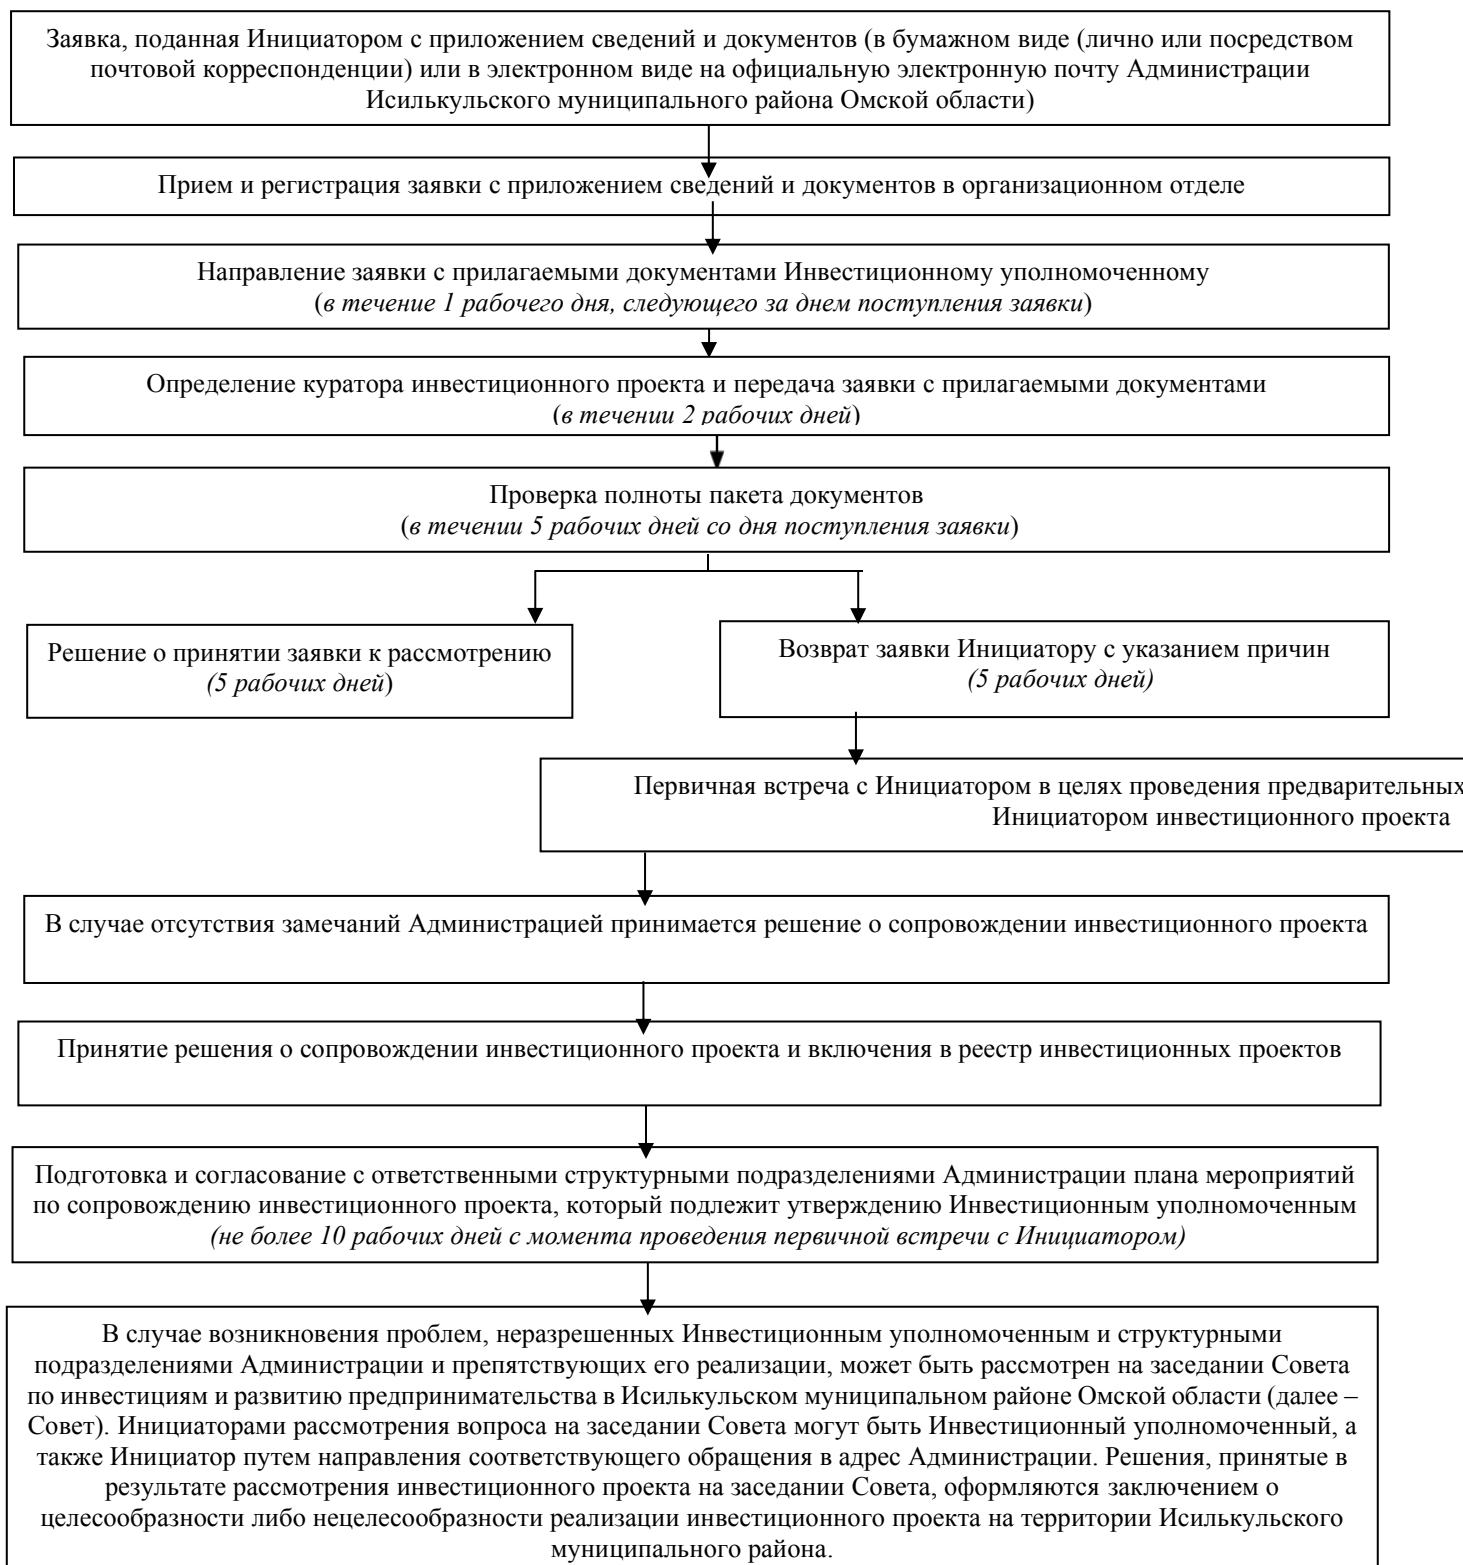 Заявка, поданная Инициатором с приложением сведений и документов (в бумажном виде (лично или посредством
почтовой корреспонденции) или в электронном виде на официальную электронную почту Администрации
Исилькульского муниципального района Омской области)
Прием и регистрация заявки с приложением сведений и документов в организационном отделе
Направление заявки с прилагаемыми документами Инвестиционному уполномоченному
(в течение 1 рабочего дня, следующего за днем поступления заявки)
Определение куратора инвестиционного проекта и передача заявки с прилагаемыми документами
(в течении 2 рабочих дней)
Проверка полноты пакета документов
(в течении 5 рабочих дней со дня поступления заявки)
Решение о принятии заявки к рассмотрению
(5 рабочих дней)
Возврат заявки Инициатору с указанием причин
(5 рабочих дней)
Первичная встреча с Инициатором в целях проведения предварительных
Инициатором инвестиционного проекта
В случае отсутствия замечаний Администрацией принимается решение о сопровождении инвестиционного проекта
Принятие решения о сопровождении инвестиционного проекта и включения в реестр инвестиционных проектов
Подготовка и согласование с ответственными структурными подразделениями Администрации плана мероприятий
по сопровождению инвестиционного проекта, который подлежит утверждению Инвестиционным уполномоченным
(не более 10 рабочих дней с момента проведения первичной встречи с Инициатором)
В случае возникновения проблем, неразрешенных Инвестиционным уполномоченным и структурными
подразделениями Администрации и препятствующих его реализации, может быть рассмотрен на заседании Совета
по инвестициям и развитию предпринимательства в Исилькульском муниципальном районе Омской области (далее –
Совет). Инициаторами рассмотрения вопроса на заседании Совета могут быть Инвестиционный уполномоченный, а
также Инициатор путем направления соответствующего обращения в адрес Администрации. Решения, принятые в
результате рассмотрения инвестиционного проекта на заседании Совета, оформляются заключением о
целесообразности либо нецелесообразности реализации инвестиционного проекта на территории Исилькульского
муниципального района.